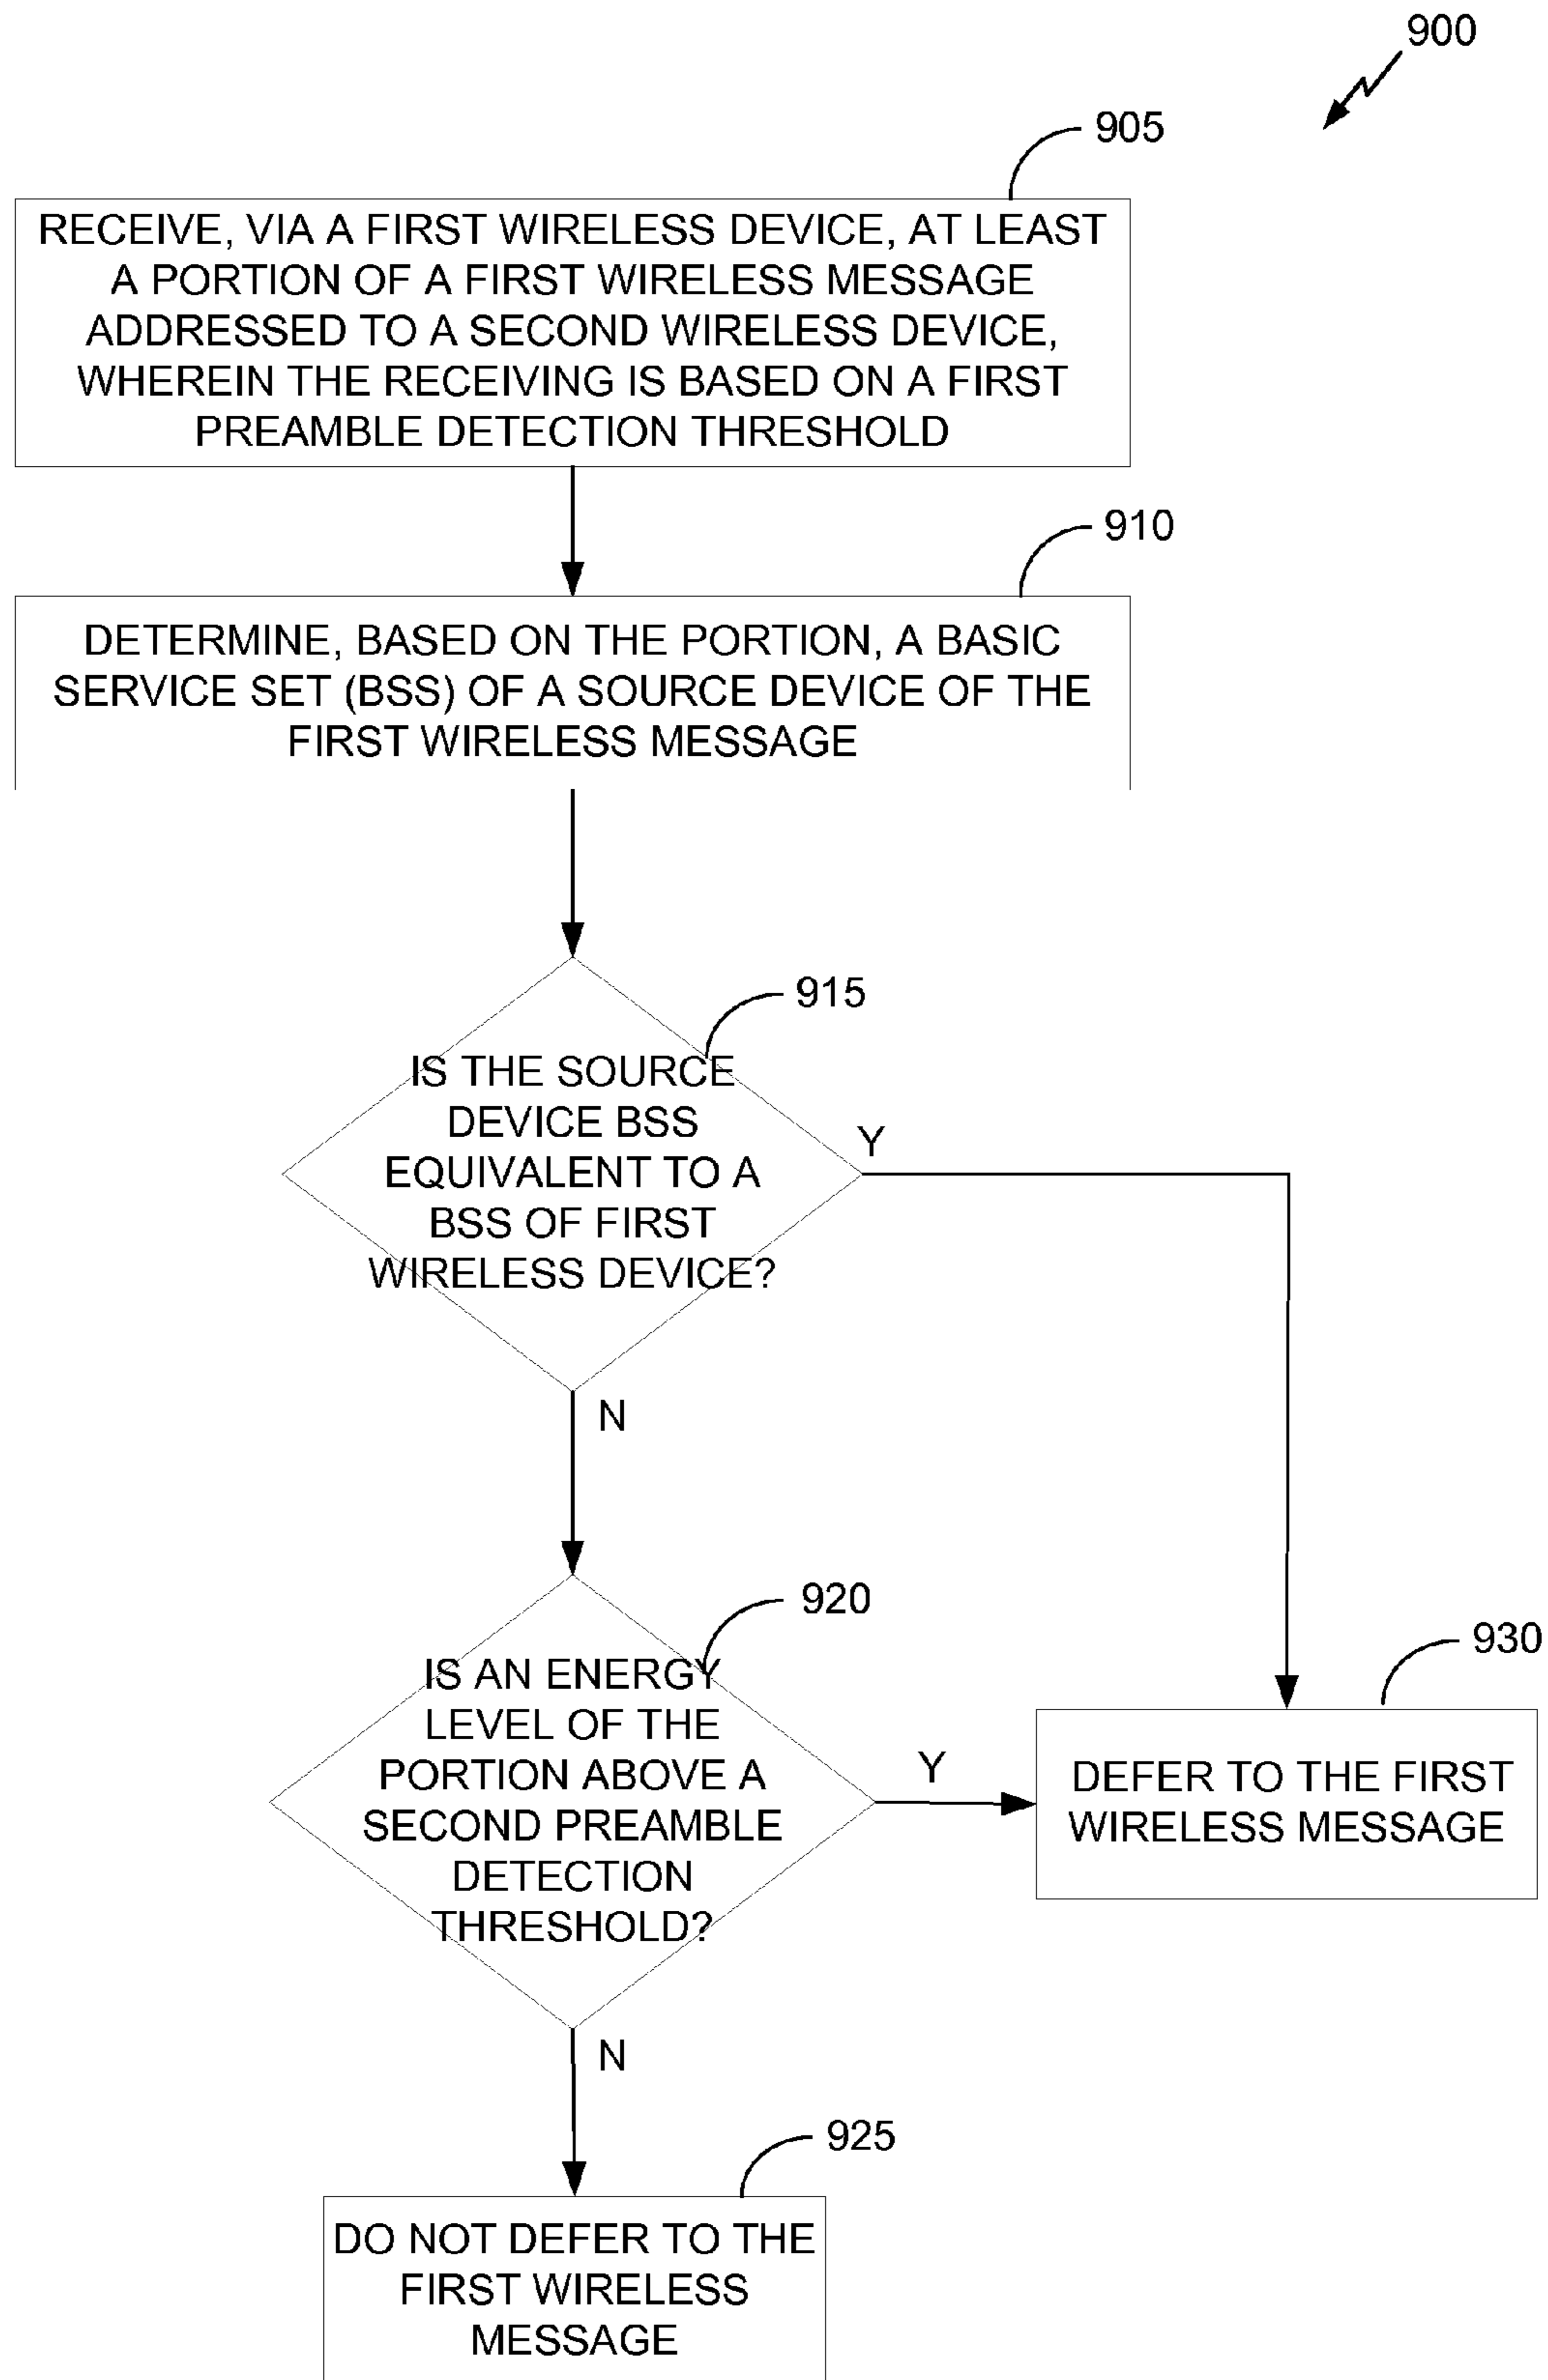 900
905
RECEIVE, VIA A FIRST WIRELESS DEVICE, AT LEAST
A PORTION OF A FIRST WIRELESS MESSAGE
ADDRESSED TO A SECOND WIRELESS DEVICE,
WHEREIN THE RECEIVING IS BASED ON A FIRST
PREAMBLE DETECTION THRESHOLD
910
DETERMINE, BASED ON THE PORTION, A BASIC
SERVICE SET (BSS) OF A SOURCE DEVICE OF THE
FIRST WIRELESS MESSAGE
915
IS THE SOURCE
DEVICE BSS
EQUIVALENT TO A
BSS OF FIRST
WIRELESS DEVICE?
Y
N
920
IS AN ENERGY
LEVEL OF THE
PORTION ABOVE A
SECOND PREAMBLE
DETECTION
THRESHOLD?
Y
930
DEFER TO THE FIRST
WIRELESS MESSAGE
N
925
DO NOT DEFER TO THE
FIRST WIRELESS
MESSAGE